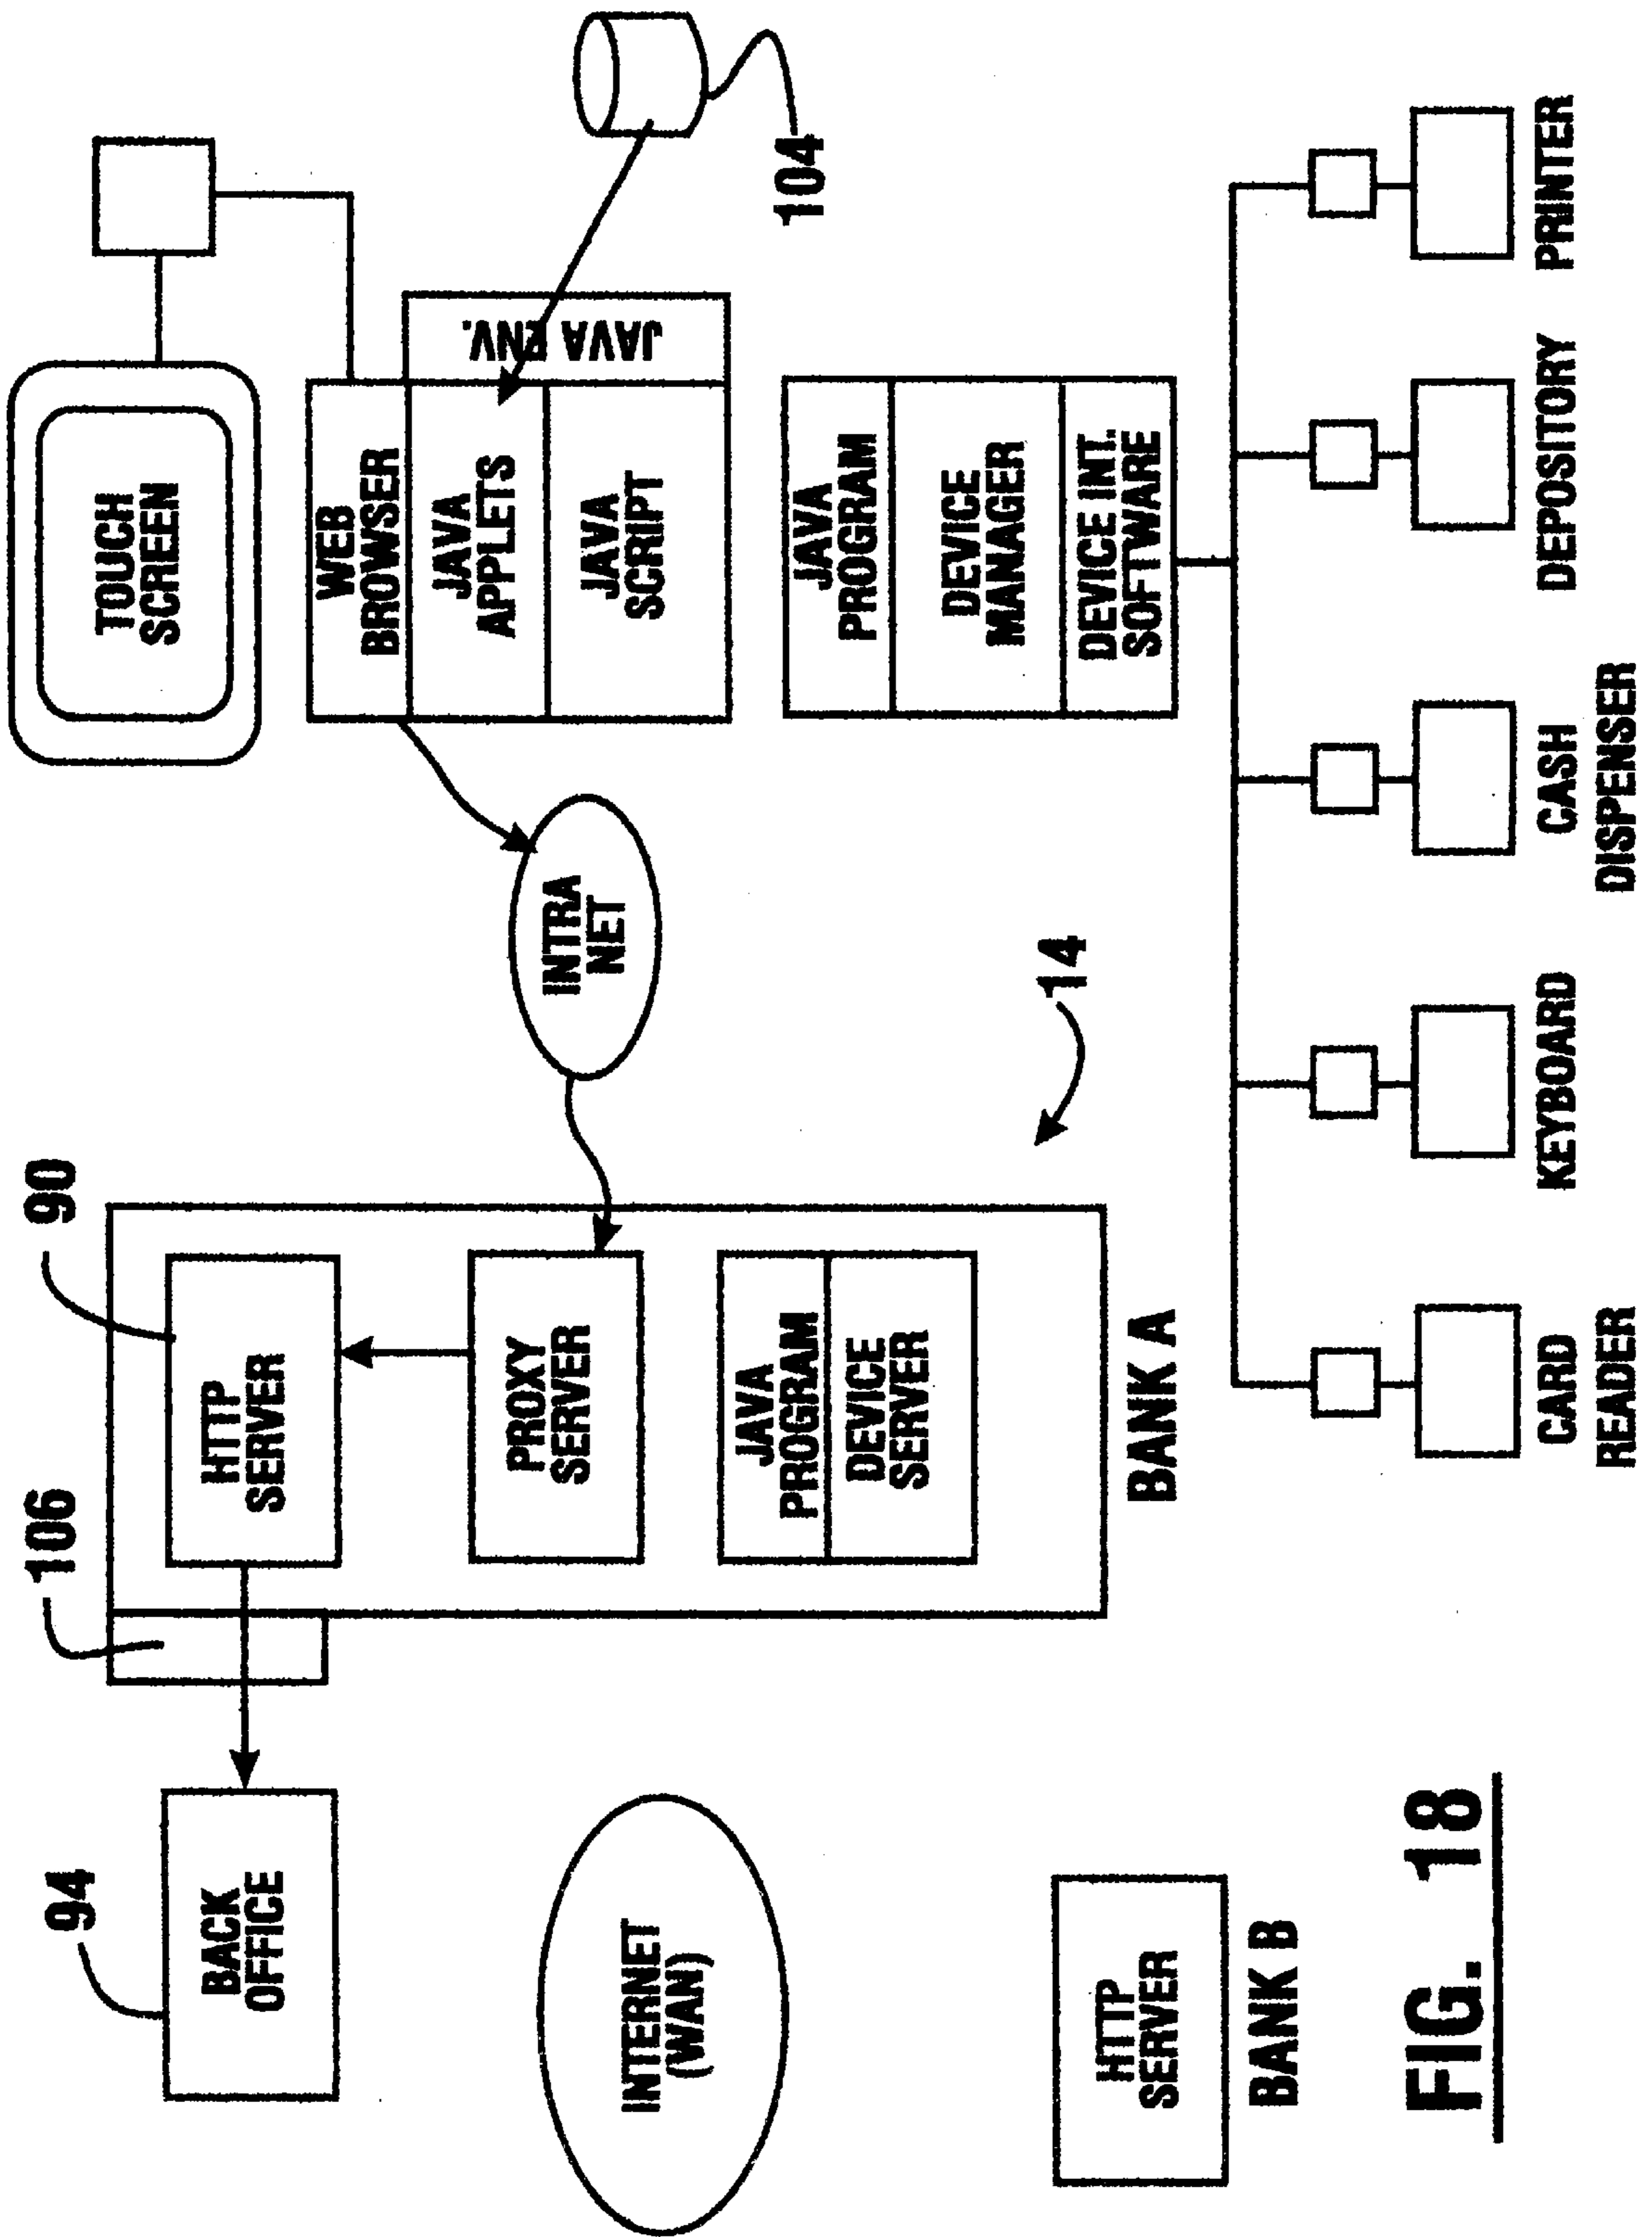 94
BACK
OFFICE
106
90
HTTP
SERVER
PROXY
SERVER
JAVA
PROGRAM
DEVICE
SERVER
BANK A
INTERNET
(WAN)
HTTP
SERVER
BANK B
INTRA
NET
14
TOUCH
SCREEN
WEB
BROWSER
JAVA
APPLETS
JAVA
SCRIPT
JAVA ENV.
104
JAVA
PROGRAM
DEVICE
MANAGER
DEVICE INT.
SOFTWARE
CARD
READER
KEYBOARD
CASH
DISPENSER
DEPOSITORY
PRINTER
FIG. 18